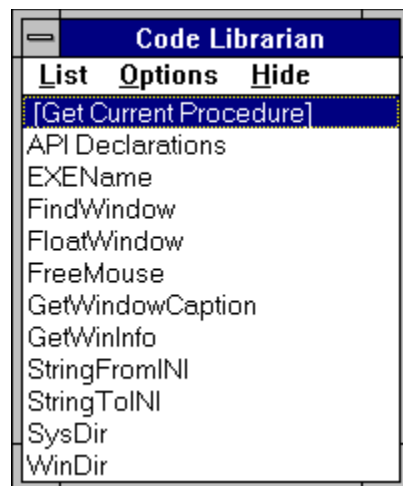 Code Librarian
List Options Hide
[Get Current Procedure]
API Declarations
EXEName
FindWindow
FloatWindow
FreeMouse
GetWindowCaption
GetWinInfo
StringFromINI
StringToINI
SysDir
WinDir